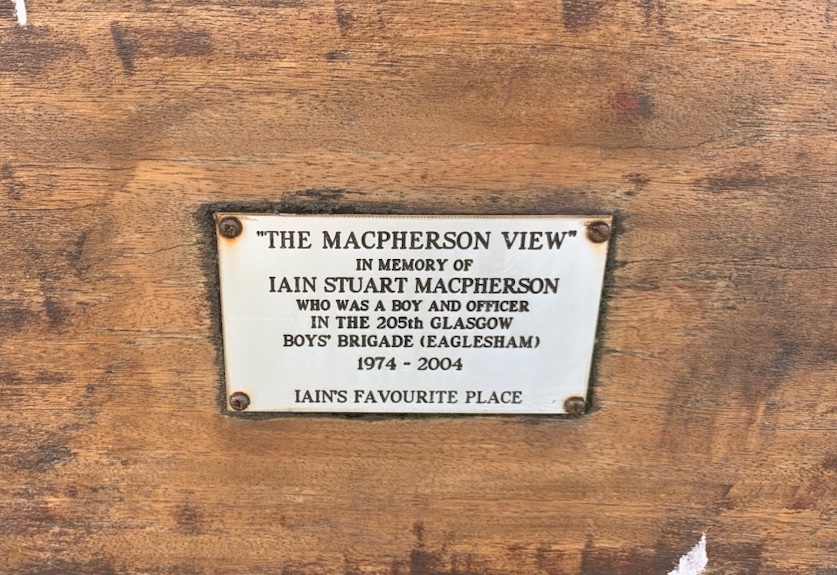 "THE MACPHERSON VIEW"
IN MEMORY OF
IAIN STUART MACPHERSON
WHO WAS A BOY AND OFFICER
IN THE 205th GLASGOW
BOYS' BRIGADE (EAGLESHAM)
1974 - 2004
IAIN'S FAVOURITE PLACE